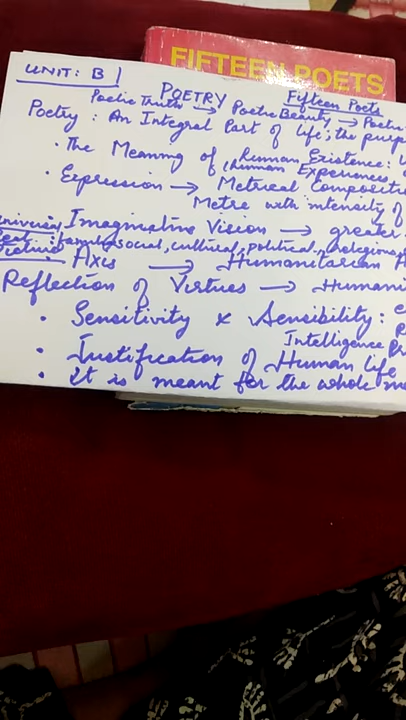 FIFTEEN POETS
UNIT: B
POETRY Fifteen Poets
Poetic Truth → Poetic Beauty → Poetic
Poetry : An Integral Part of life; the purp
• The Meaning of Human Existence:
Human Experiences,
• Expression → Metrical Compositi
Metre with intensity of
Imaginative Vision → greater
family, social, cultural, political, religious
Axis → Humanitarian
Reflection of Virtues → Humani
• Sensitivity x Sensibility:
Intelligence
• Justification of Human life
• It is meant for the whole